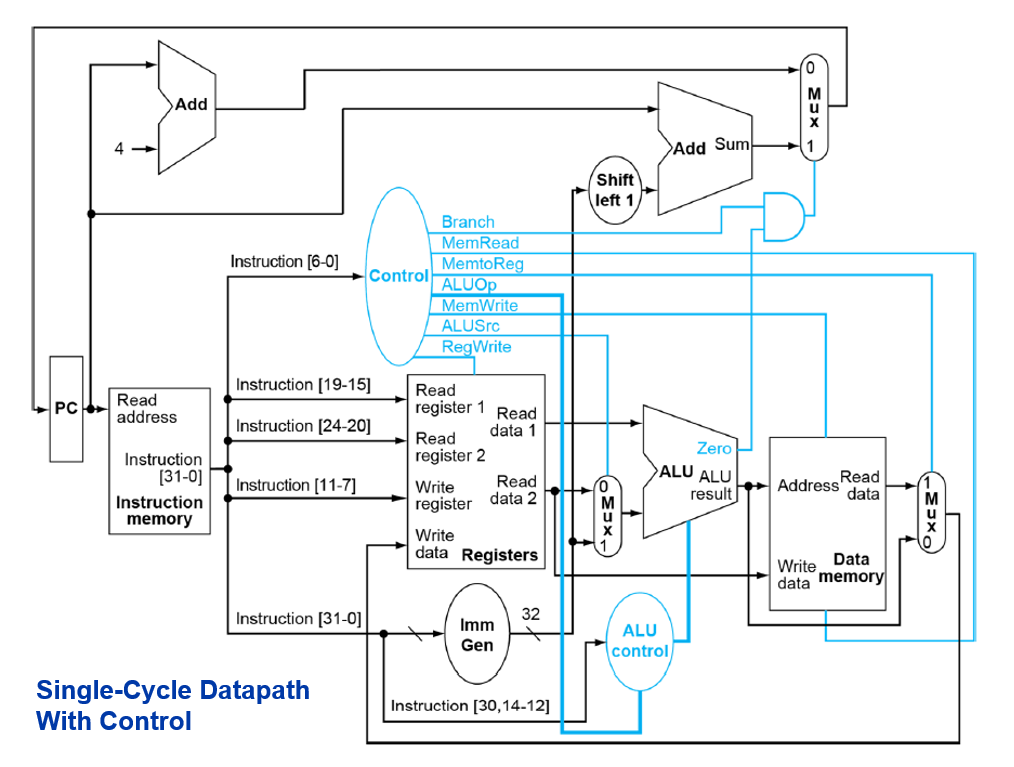 Add
4
0
Mux
1
Add Sum
Shift
left 1
Branch
MemRead
MemtoReg
ALUOp
MemWrite
ALUSrc
RegWrite
Control
Instruction [6-0]
PC
Read
address
Instruction
[31-0]
Instruction
memory
Instruction [19-15]
Instruction [24-20]
Instruction [11-7]
Instruction [31-0]
Read
register 1
Read
register 2
Write
register
Write
data
Read
data 1
Read
data 2
Registers
0
Mux
1
Zero
ALU
ALU
result
Address
Read
data
Write
data
Data
memory
1
Mux
0
Imm
Gen
32
ALU
control
Instruction [30,14-12]
Single-Cycle Datapath
With Control